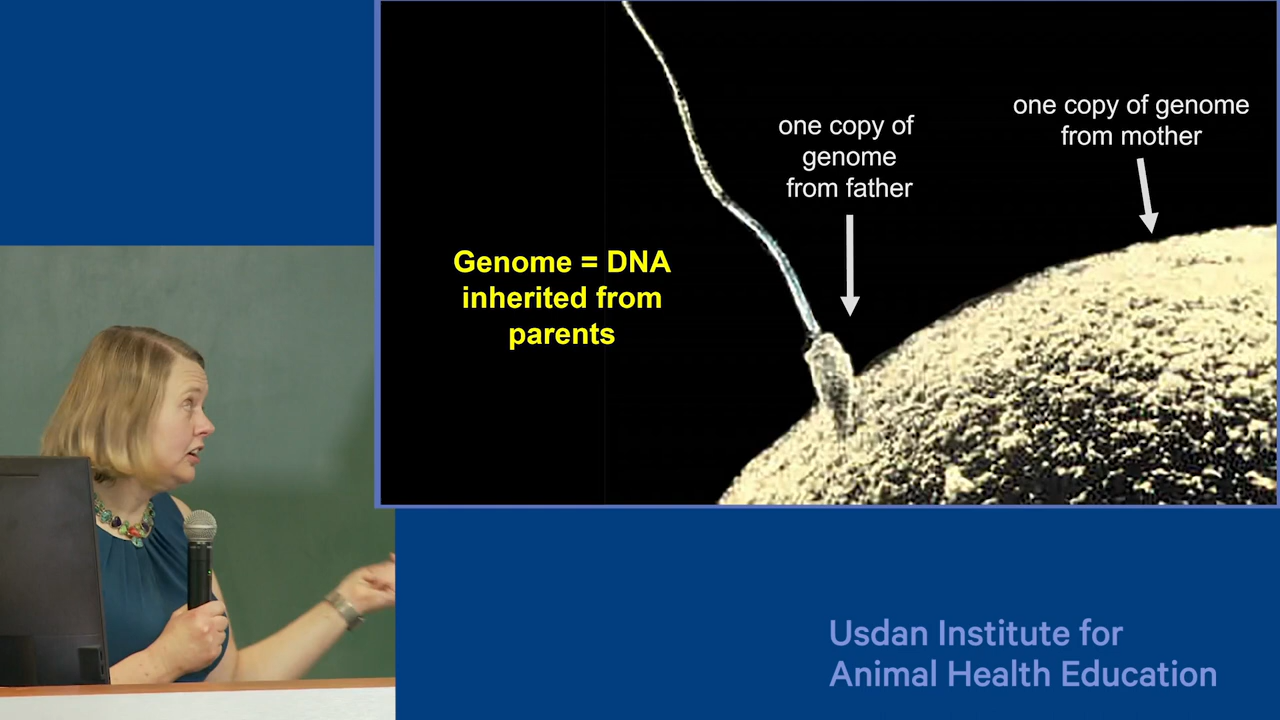 one copy of
genome
from father
one copy of genome
from mother
Genome = DNA
inherited from
parents
Usdan Institute for
Animal Health Education